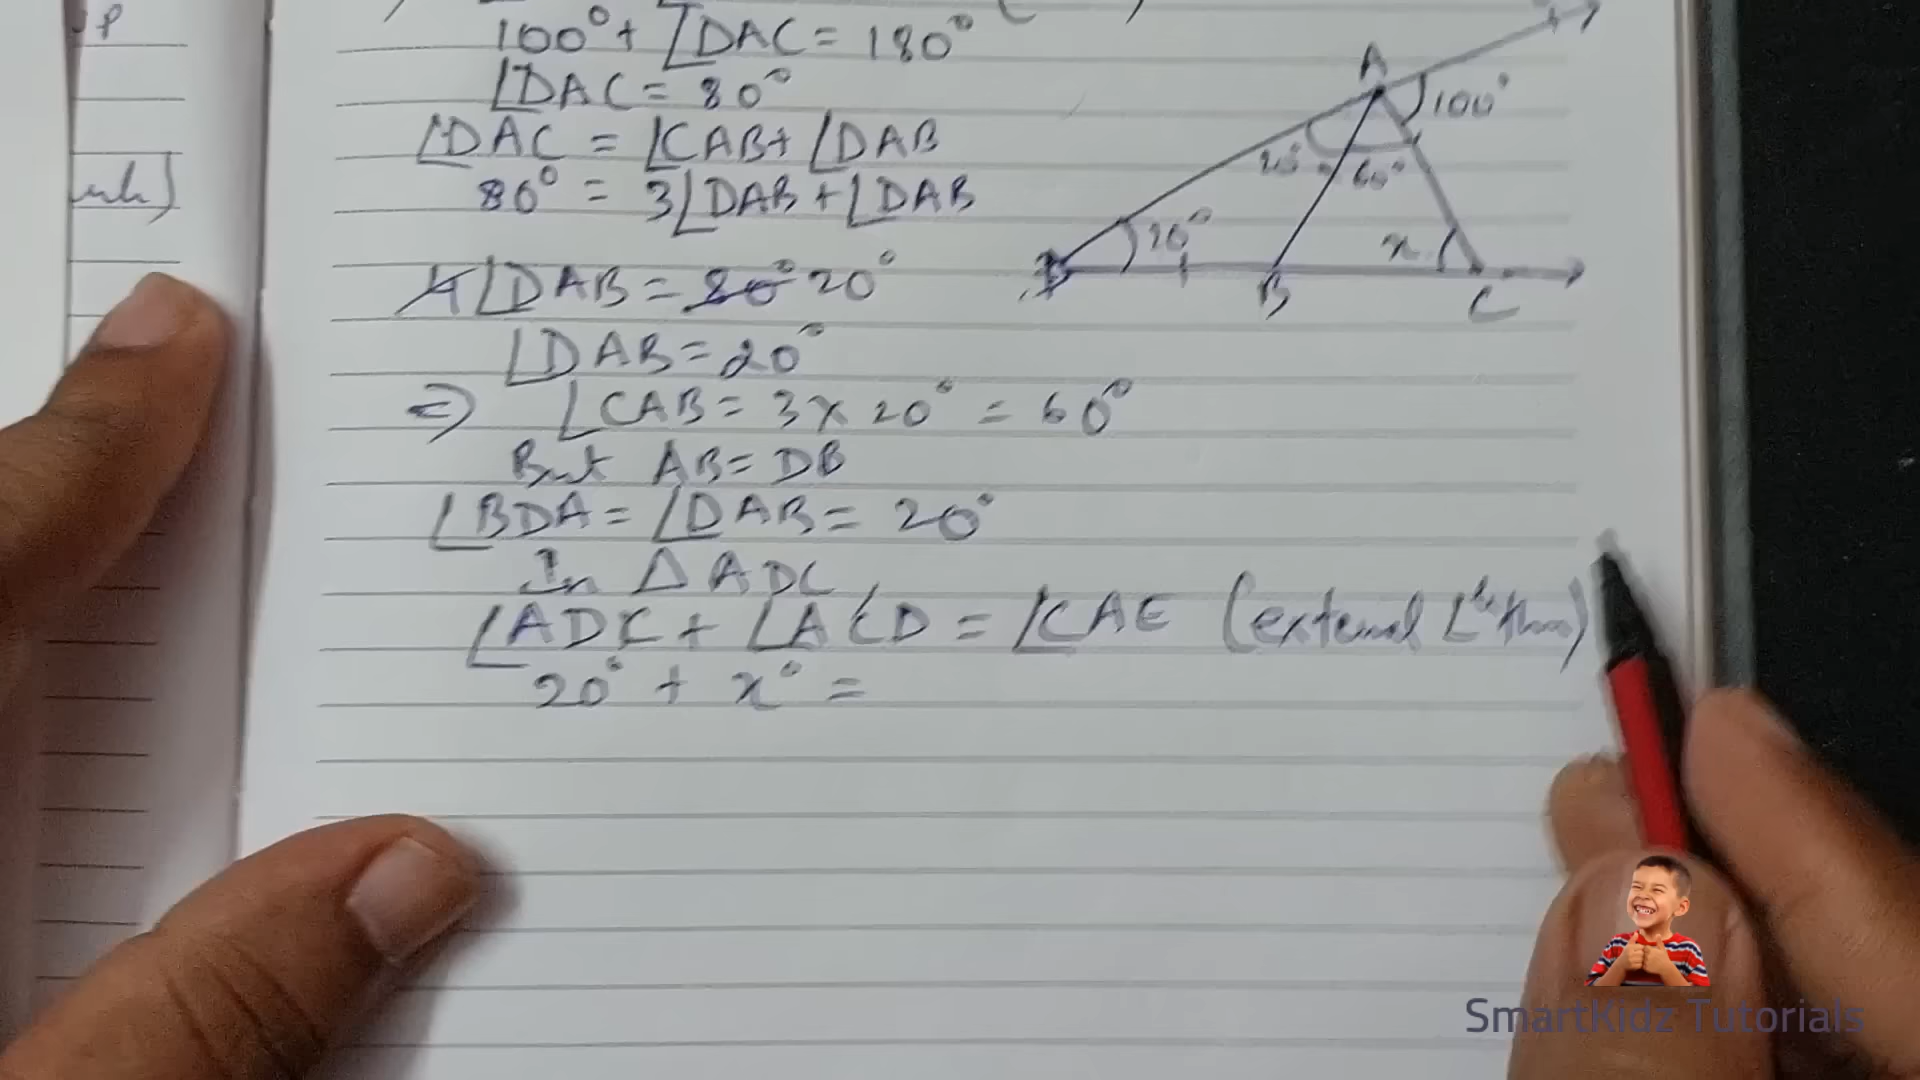 100° + ∠DAC = 180°
∠DAC = 80°
∠DAC = ∠CAB + ∠DAB
80° = 3∠DAB + ∠DAB
4∠DAB = 80° 20°
∠DAB = 20°
⇒ ∠CAB = 3 × 20° = 60°
But AB = DB
∠BDA = ∠DAB = 20°
In △ADC
∠ADC + ∠ACD = ∠CAE (external
20° + x° =
A
100°
20° 60°
20°
x
D
B
C
SmartKidz Tutorials